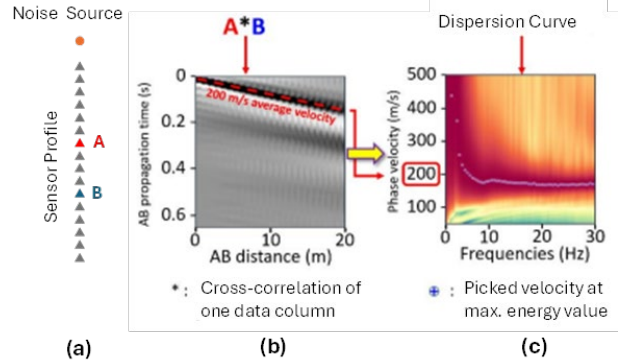 (a)
Noise Source
Sensor Profile
A
B
A*B
0
0.2
0.4
0.6
AB propagation time (s)
200 m/s average velocity
0
10
20
AB distance (m)
* : Cross-correlation of
one data column
(b)
(c)
Dispersion Curve
500
400
300
200
100
Phase velocity (m/s)
0
10
20
30
Frequencies (Hz)
: Picked velocity at
max. energy value
(a)
(b)
(c)